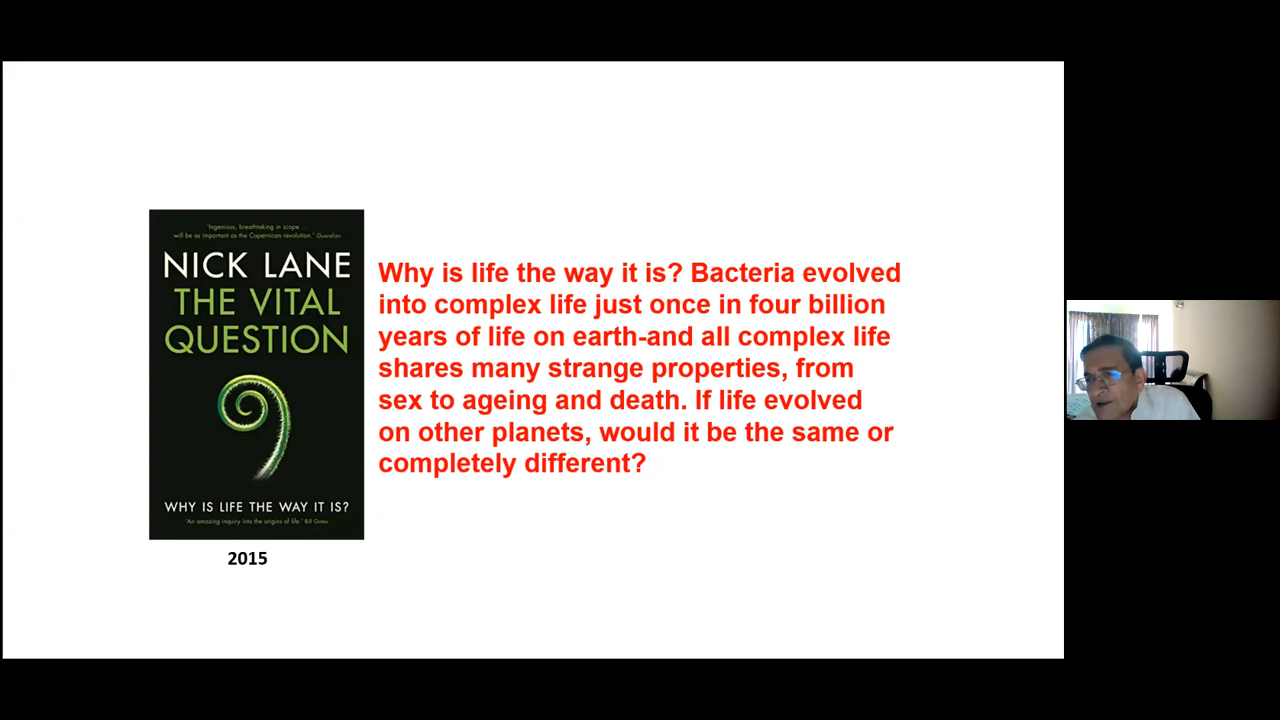 'Ingenious, breathtaking in scope ...
will be as important as the Copernican revolution.' Guardian
NICK LANE
THE VITAL
QUESTION
WHY IS LIFE THE WAY IT IS?
'An amazing inquiry into the origins of life.' Bill Gates
2015
Why is life the way it is? Bacteria evolved
into complex life just once in four billion
years of life on earth-and all complex life
shares many strange properties, from
sex to ageing and death. If life evolved
on other planets, would it be the same or
completely different?